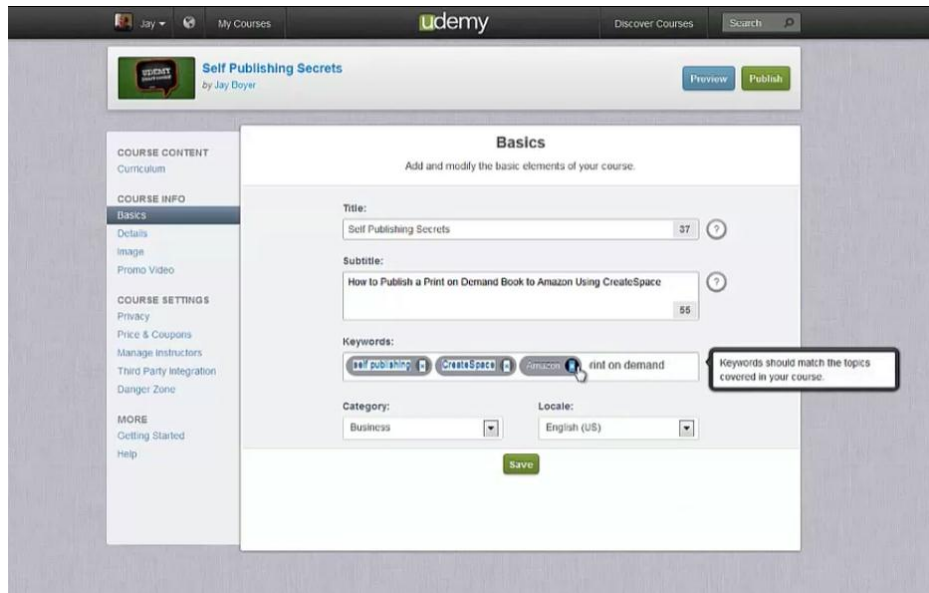 Jay
My Courses
udemy
Discover Courses
Search
UDEMY
Self Publishing Secrets
by Jay Boyer
Preview
Publish
COURSE CONTENT
Curriculum
COURSE INFO
Basics
Details
Image
Promo Video
COURSE SETTINGS
Privacy
Price & Coupons
Manage Instructors
Third Party Integration
Danger Zone
MORE
Getting Started
Help
Basics
Add and modify the basic elements of your course.
Title:
Self Publishing Secrets 37
Subtitle:
How to Publish a Print on Demand Book to Amazon Using CreateSpace
55
Keywords:
self publishing CreateSpace Amazon rint on demand
Keywords should match the topics
covered in your course.
Category: Locale:
Business English (US)
Save